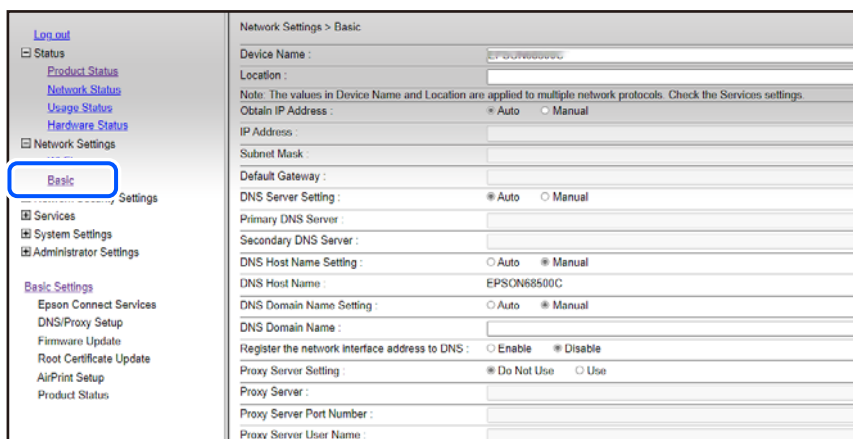 Log out
Status
Product Status
Network Status
Usage Status
Hardware Status
Network Settings
Basic
Settings
Services
System Settings
Administrator Settings
Basic Settings
Epson Connect Services
DNS/Proxy Setup
Firmware Update
Root Certificate Update
AirPrint Setup
Product Status
Network Settings > Basic
Device Name :
Location :
Note: The values in Device Name and Location are applied to multiple network protocols. Check the Services settings.
Obtain IP Address : Auto Manual
IP Address :
Subnet Mask :
Default Gateway :
DNS Server Setting : Auto Manual
Primary DNS Server :
Secondary DNS Server :
DNS Host Name Setting : Auto Manual
DNS Host Name : EPSON68500C
DNS Domain Name Setting : Auto Manual
DNS Domain Name :
Register the network interface address to DNS : Enable Disable
Proxy Server Setting : Do Not Use Use
Proxy Server :
Proxy Server Port Number :
Proxy Server User Name :